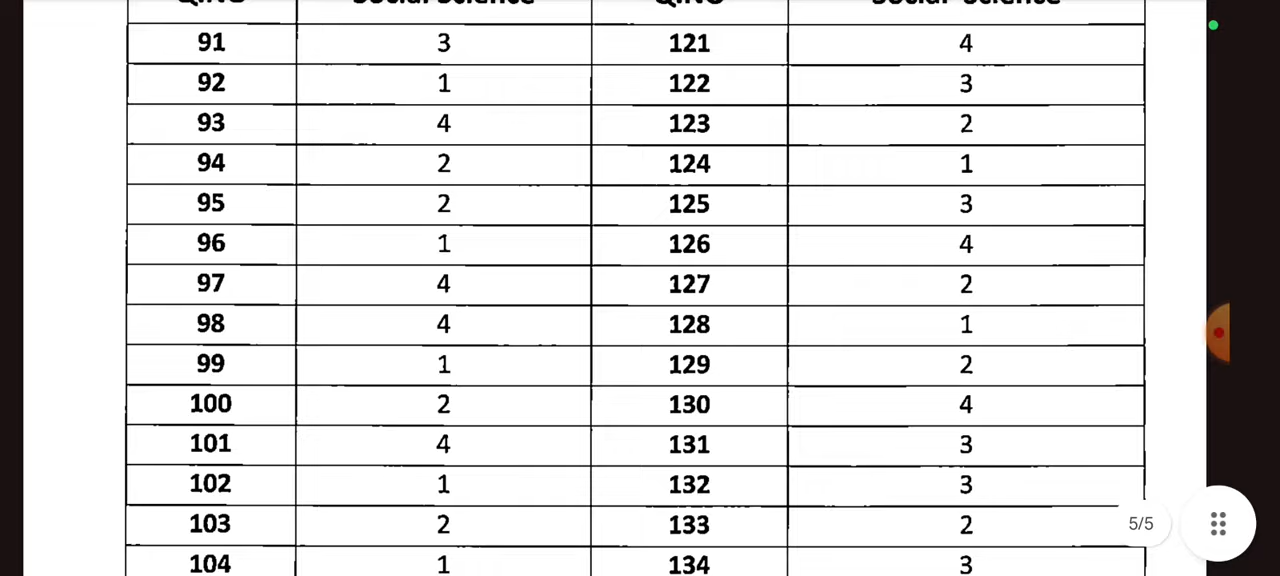 91 3 121 4
92 1 122 3
93 4 123 2
94 2 124 1
95 2 125 3
96 1 126 4
97 4 127 2
98 4 128 1
99 1 129 2
100 2 130 4
101 4 131 3
102 1 132 3
103 2 133 2
5/5
104 1 134 3